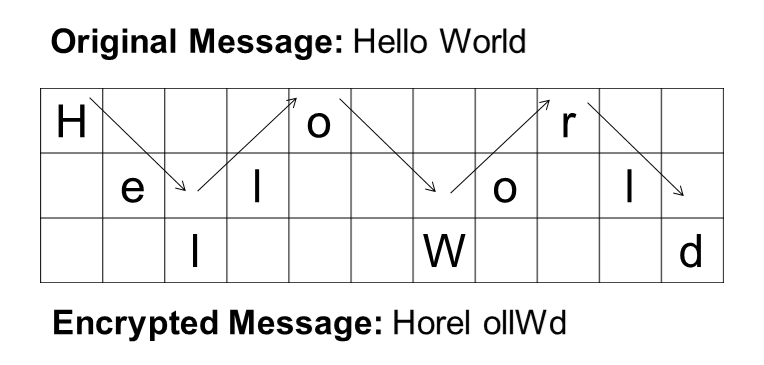 Original Message: Hello World
H o r
e l o l
l W d
Encrypted Message: Horel ollWd